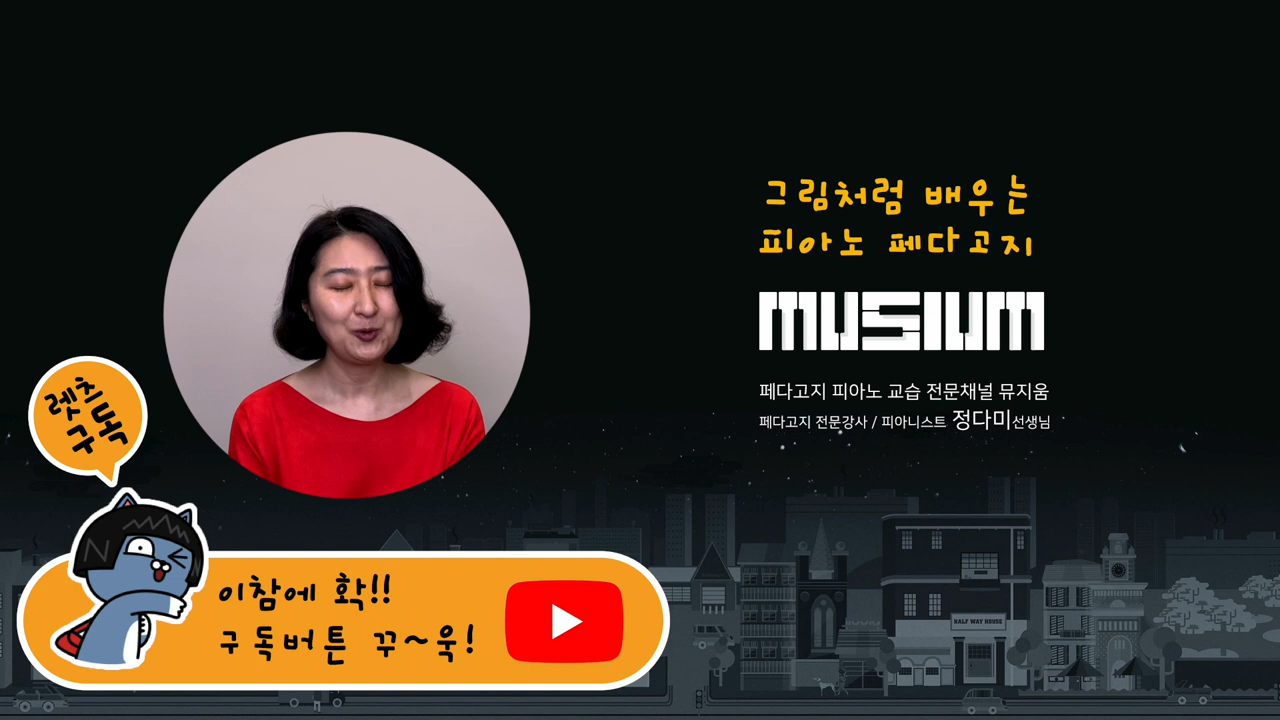 그림처럼 배우는
피아노 페다고지
MUSIUM
페다고지 피아노 교습 전문채널 뮤지움
페다고지 전문강사 / 피아니스트 정다미선생님
렛츠
구독
이참에 확!!
구독버튼 꾸~욱!
HALF WAY HOUSE